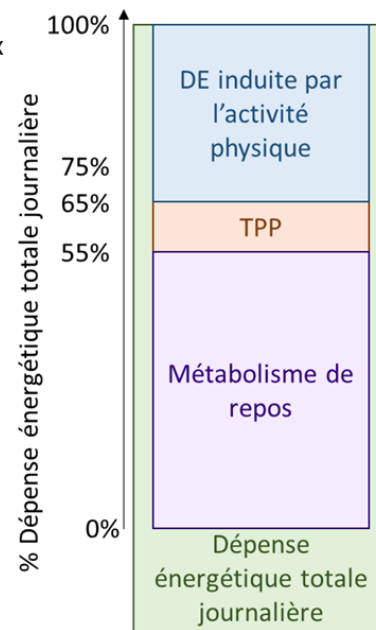 x
% Dépense énergétique totale journalière
100%
75%
65%
55%
0%
DE induite par
l’activité
physique
TPP
Métabolisme de
repos
Dépense
énergétique totale
journalière